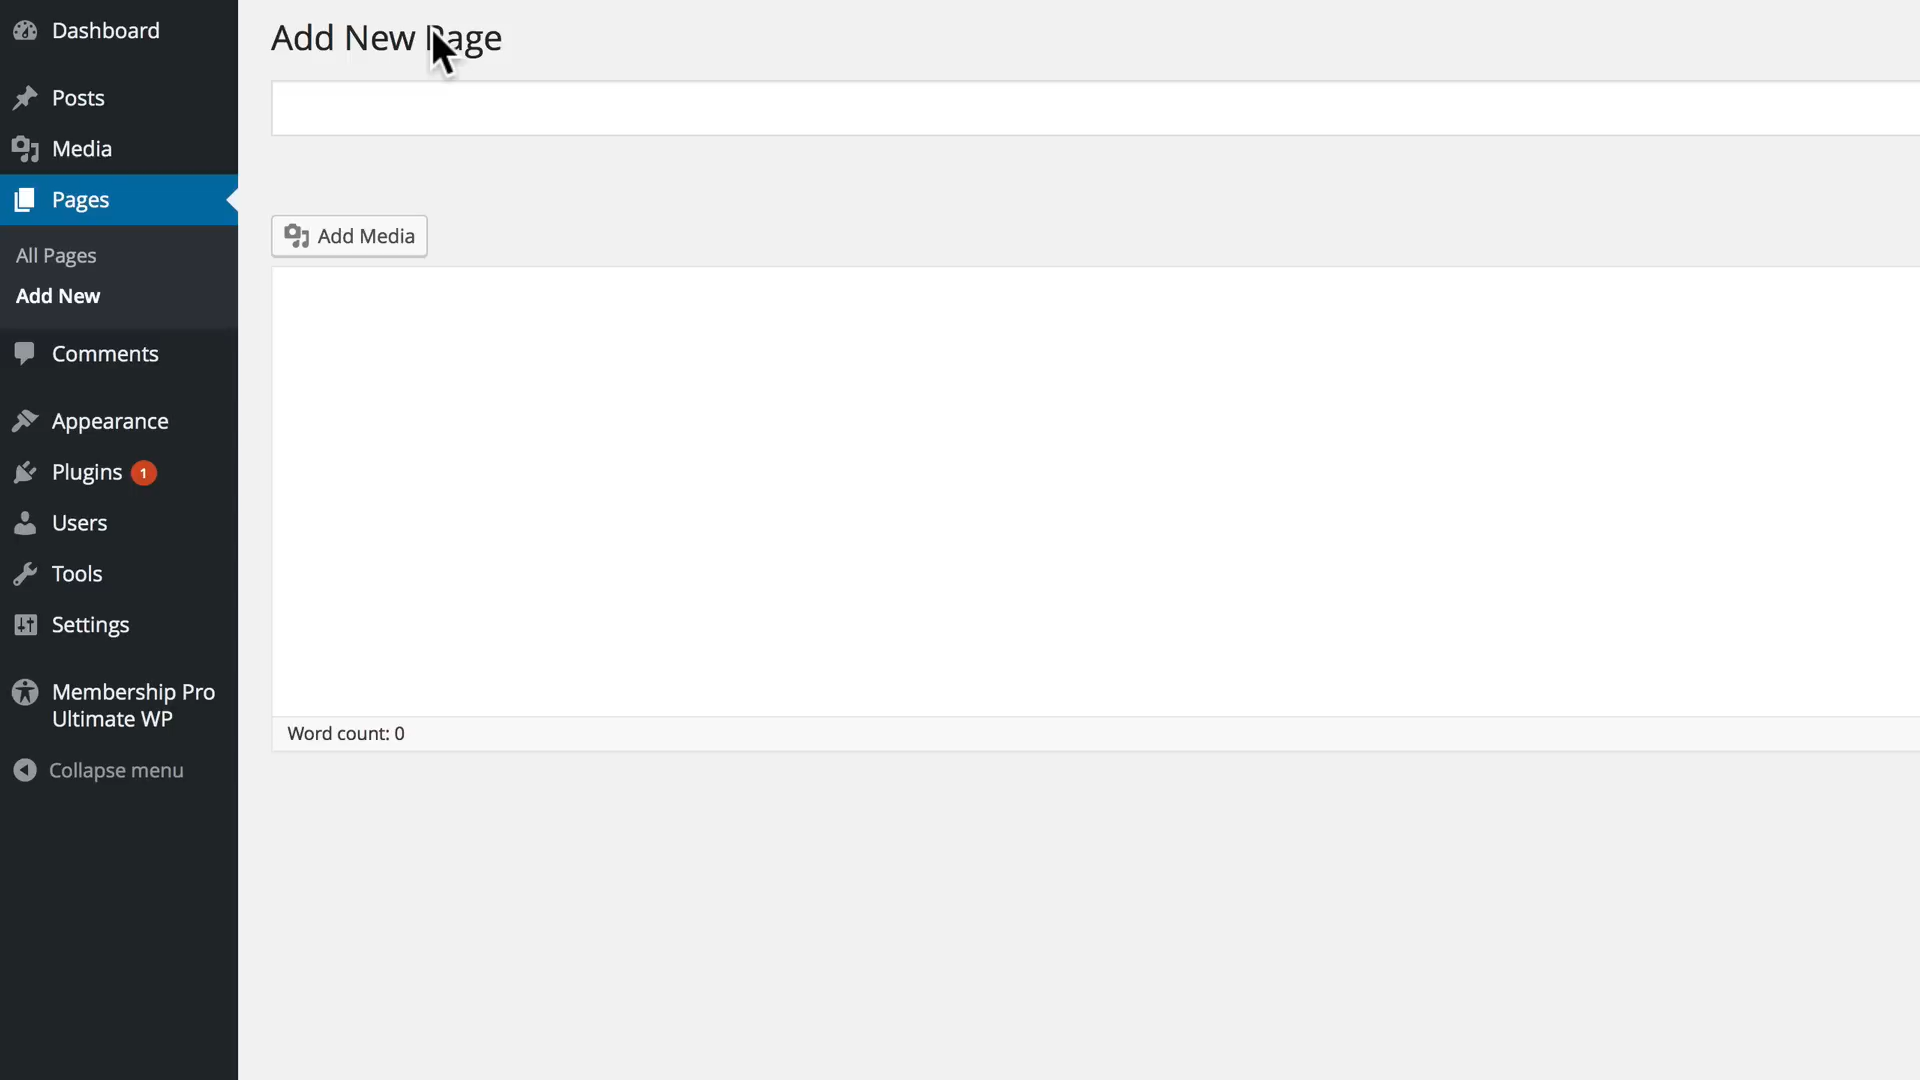 Dashboard
Posts
Media
Pages
All Pages
Add New
Comments
Appearance
Plugins 1
Users
Tools
Settings
Membership Pro
Ultimate WP
Collapse menu
Add New Page
Add Media
Word count: 0